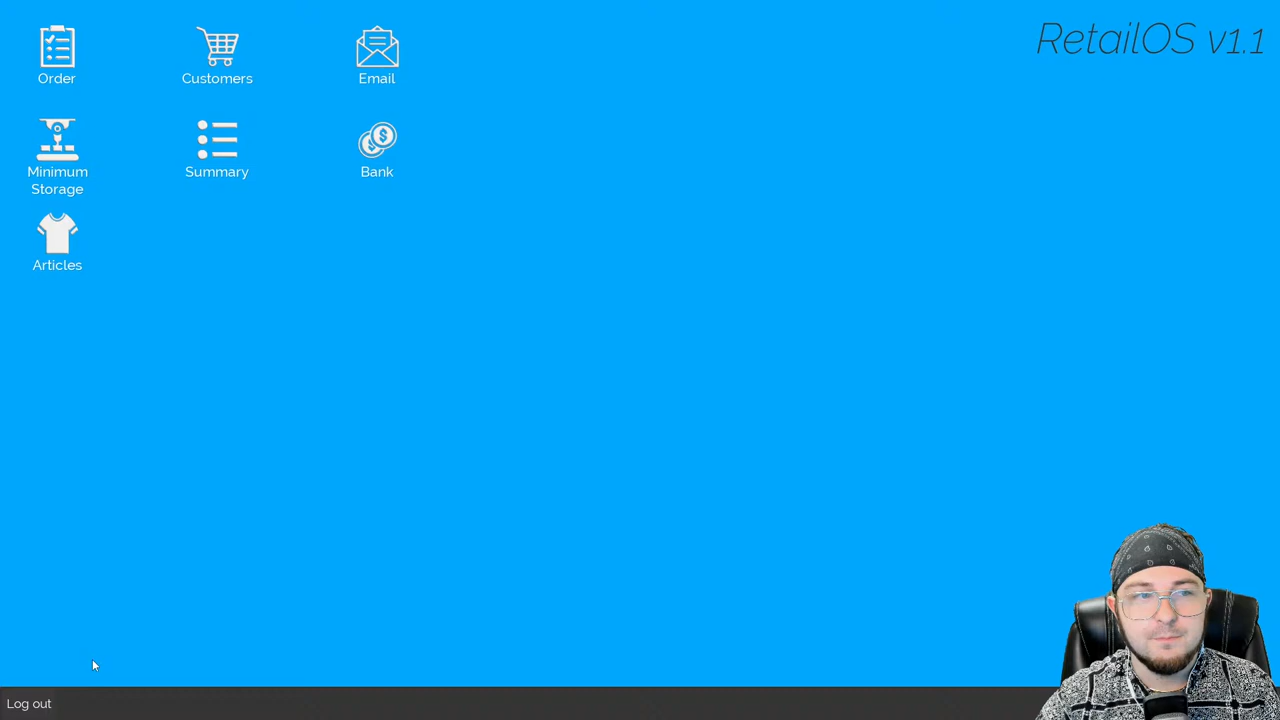 RetailOS v1.1
Order
Customers
Email
Minimum
Storage
Summary
Bank
Articles
Log out